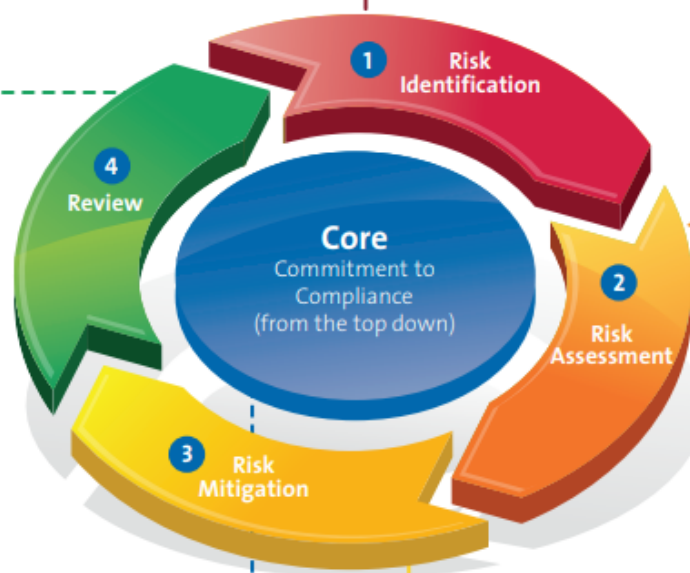 1
Risk
Identification
2
Risk
Assessment
3
Risk
Mitigation
4
Review
Core
Commitment to
Compliance
(from the top down)